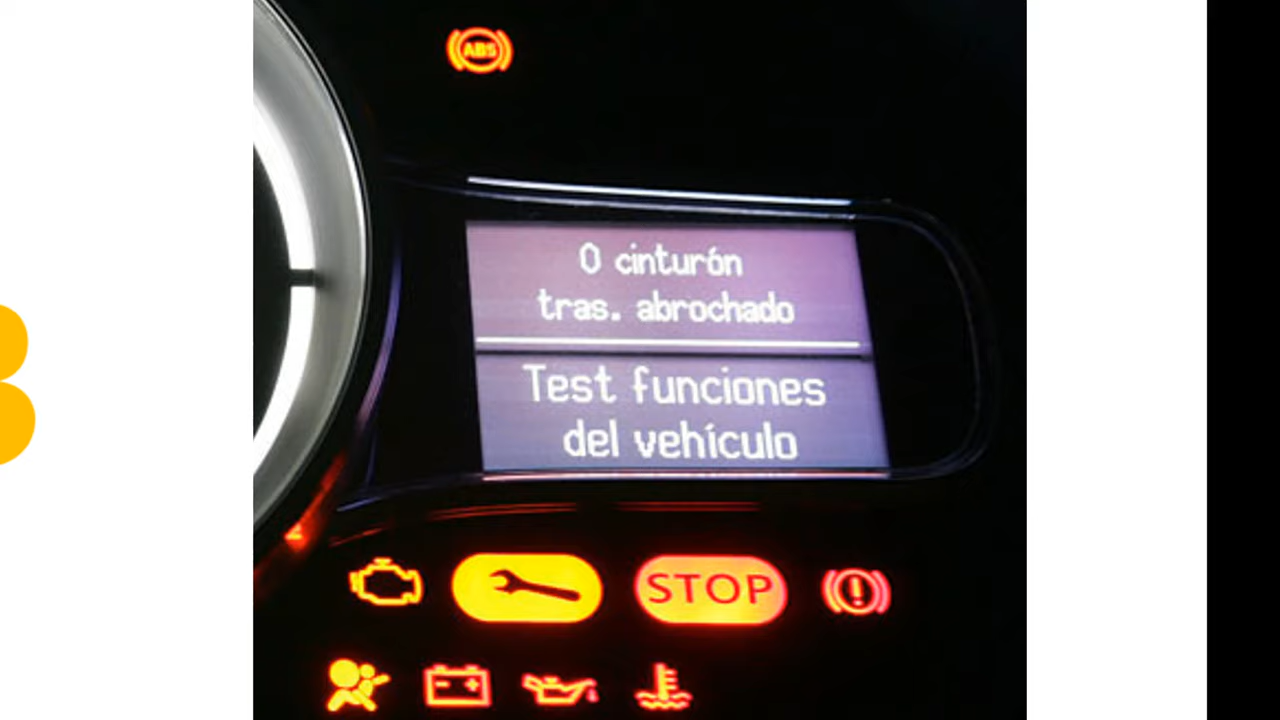 ABS
0 cinturón
tras. abrochado
Test funciones
del vehículo
STOP